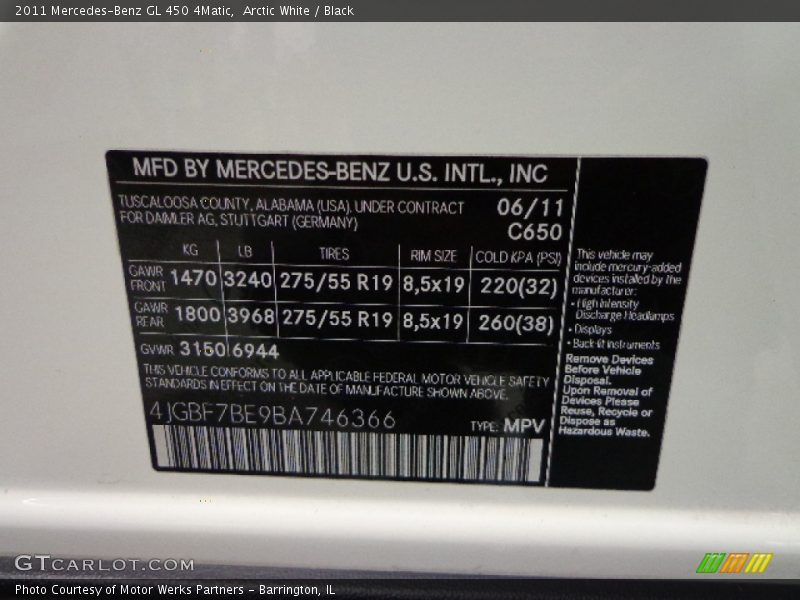 2011 Mercedes-Benz GL 450 4Matic,  Arctic White / Black
MFD BY MERCEDES-BENZ U.S. INTL., INC
TUSCALOOSA COUNTY, ALABAMA (USA), UNDER CONTRACT
FOR DAIMLER AG, STUTTGART (GERMANY)
06/11
C650
KG LB TIRES RIM SIZE COLD KPA (PSI)
GAWR FRONT 1470 3240 275/55 R19 8,5x19 220(32)
GAWR REAR 1800 3968 275/55 R19 8,5x19 260(38)
GVWR 3150 6944
THIS VEHICLE CONFORMS TO ALL APPLICABLE FEDERAL MOTOR VEHICLE SAFETY
STANDARDS IN EFFECT ON THE DATE OF MANUFACTURE SHOWN ABOVE.
4JGBF7BE9BA746366
TYPE: MPV
This vehicle may
include mercury-added
devices installed by the
manufacturer:
• High Intensity
Discharge Headlamps
• Displays
• Back-lit instruments
Remove Devices
Before Vehicle
Disposal.
Upon Removal of
Devices Please
Reuse, Recycle or
Dispose as
Hazardous Waste.
GTcarlot.com
Photo Courtesy of Motor Werks Partners - Barrington, IL